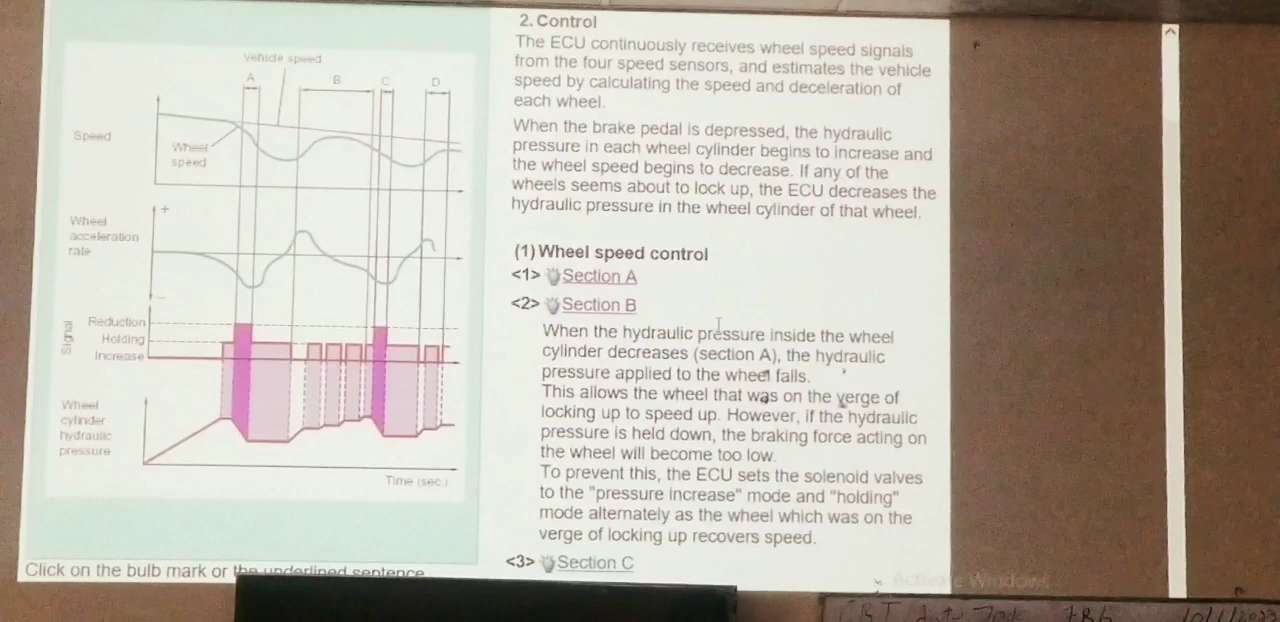 Vehicle speed
A
B
C
D
Speed
Wheel
speed
+
Wheel
acceleration
rate
–
Signal
Reduction
Holding
Increase
Wheel
cylinder
hydraulic
pressure
Time (sec.)
Click on the bulb mark or the underlined sentence
2. Control
The ECU continuously receives wheel speed signals
from the four speed sensors, and estimates the vehicle
speed by calculating the speed and deceleration of
each wheel.
When the brake pedal is depressed, the hydraulic
pressure in each wheel cylinder begins to increase and
the wheel speed begins to decrease. If any of the
wheels seems about to lock up, the ECU decreases the
hydraulic pressure in the wheel cylinder of that wheel.
(1) Wheel speed control
<1> Section A
<2> Section B
When the hydraulic pressure inside the wheel
cylinder decreases (section A), the hydraulic
pressure applied to the wheel falls.
This allows the wheel that was on the verge of
locking up to speed up. However, if the hydraulic
pressure is held down, the braking force acting on
the wheel will become too low.
To prevent this, the ECU sets the solenoid valves
to the "pressure increase" mode and "holding"
mode alternately as the wheel which was on the
verge of locking up recovers speed.
<3> Section C
Activate Windows